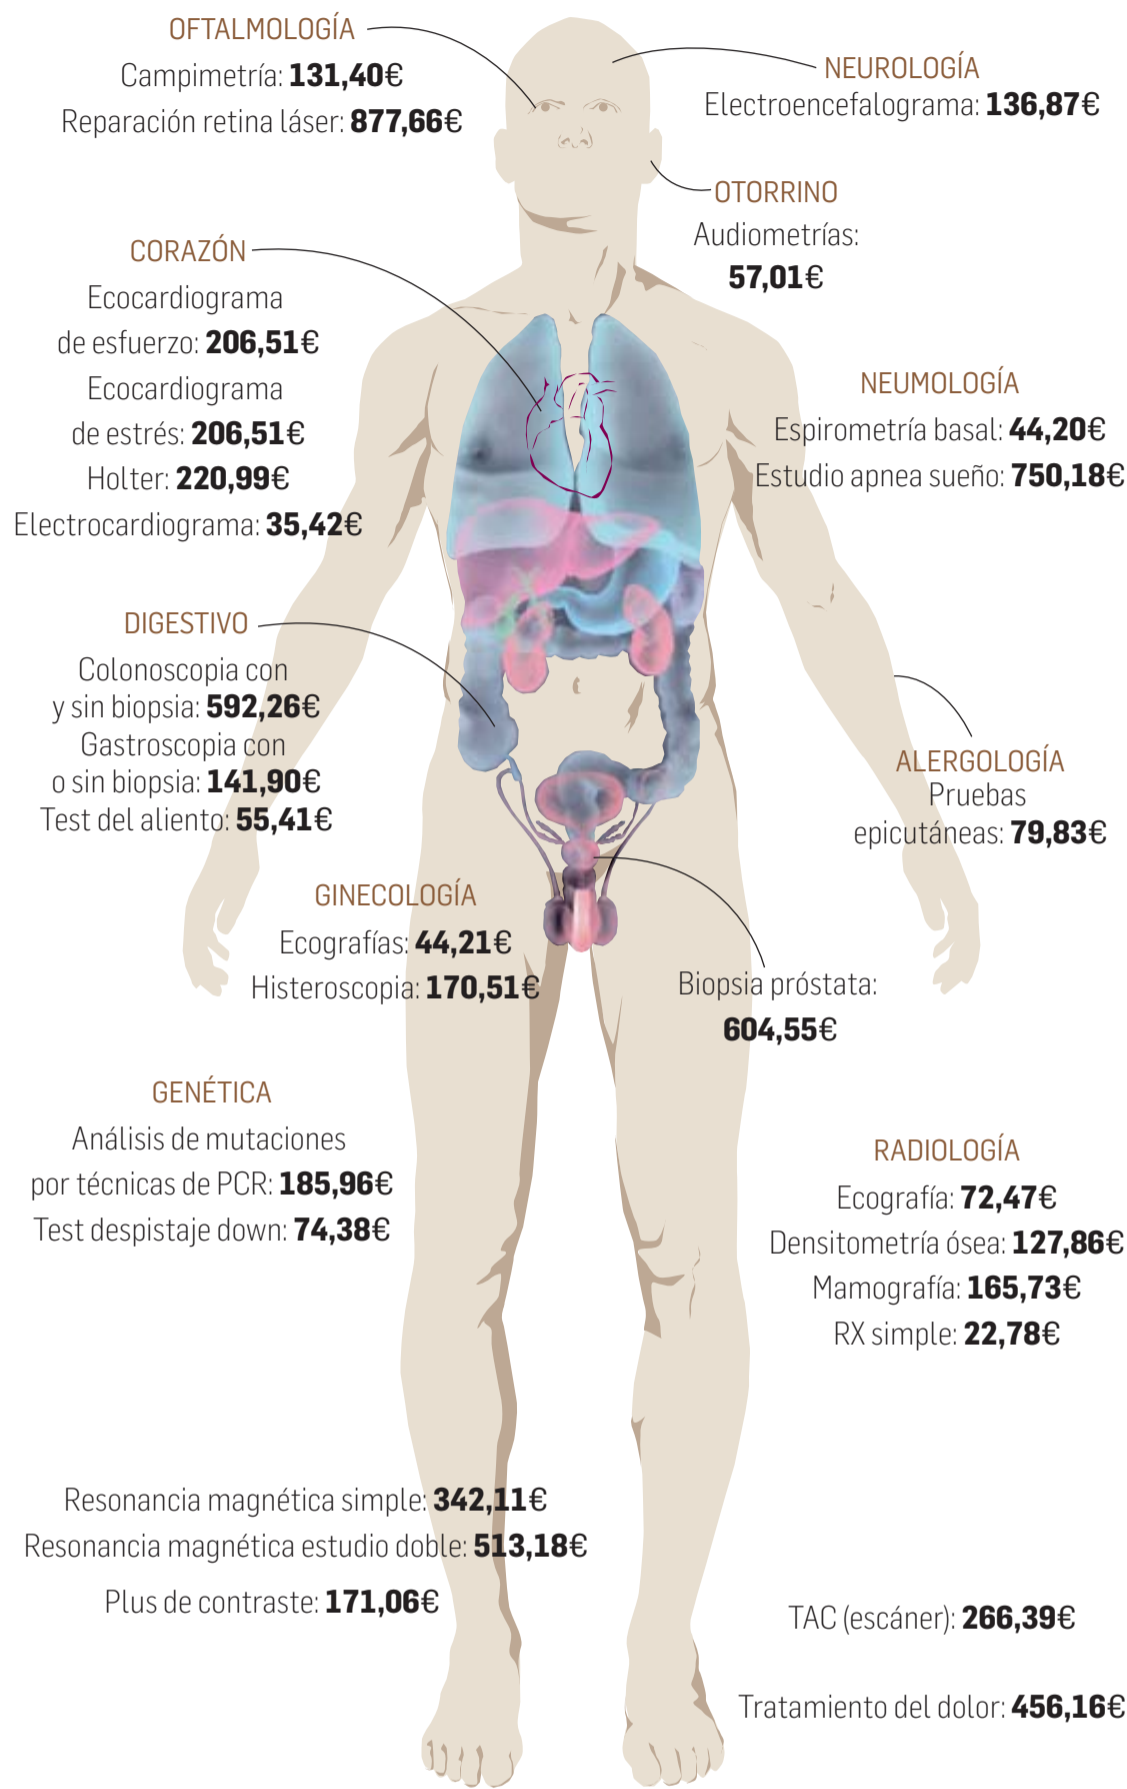 OFTALMOLOGÍA
Campimetría: 131,40€
Reparación retina láser: 877,66€
NEUROLOGÍA
Electroencefalograma: 136,87€
OTORRINO
Audiometrías:
57,01€
CORAZÓN
Ecocardiograma
de esfuerzo: 206,51€
Ecocardiograma
de estrés: 206,51€
Holter: 220,99€
Electrocardiograma: 35,42€
NEUMOLOGÍA
Espirometría basal: 44,20€
Estudio apnea sueño: 750,18€
DIGESTIVO
Colonoscopia con
y sin biopsia: 592,26€
Gastroscopia con
o sin biopsia: 141,90€
Test del aliento: 55,41€
ALERGOLOGÍA
Pruebas
epicutáneas: 79,83€
GINECOLOGÍA
Ecografías: 44,21€
Histeroscopia: 170,51€
Biopsia próstata:
604,55€
GENÉTICA
Análisis de mutaciones
por técnicas de PCR: 185,96€
Test despistaje down: 74,38€
RADIOLOGÍA
Ecografía: 72,47€
Densitometría ósea: 127,86€
Mamografía: 165,73€
RX simple: 22,78€
Resonancia magnética simple: 342,11€
Resonancia magnética estudio doble: 513,18€
Plus de contraste: 171,06€
TAC (escáner): 266,39€
Tratamiento del dolor: 456,16€